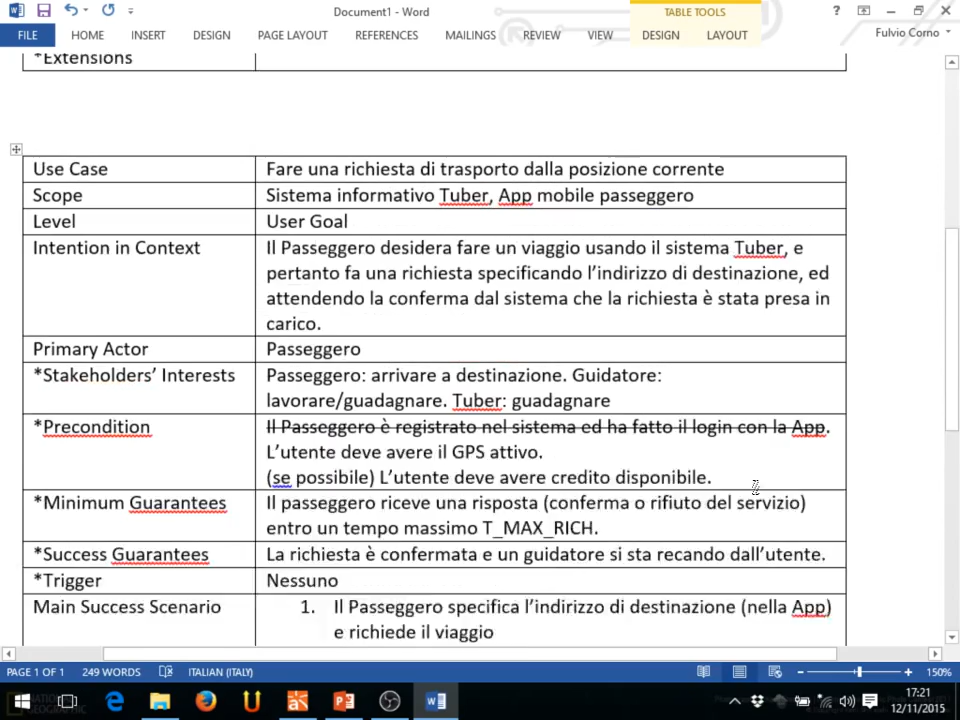 Document1 - Word
TABLE TOOLS
FILE HOME INSERT DESIGN PAGE LAYOUT REFERENCES MAILINGS REVIEW VIEW DESIGN LAYOUT Fulvio Corno
*Extensions
Use Case Fare una richiesta di trasporto dalla posizione corrente
Scope Sistema informativo Tuber, App mobile passeggero
Level User Goal
Intention in Context Il Passeggero desidera fare un viaggio usando il sistema Tuber, e
pertanto fa una richiesta specificando l’indirizzo di destinazione, ed
attendendo la conferma dal sistema che la richiesta è stata presa in
carico.
Primary Actor Passeggero
*Stakeholders’ Interests Passeggero: arrivare a destinazione. Guidatore:
lavorare/guadagnare. Tuber: guadagnare
*Precondition Il Passeggero è registrato nel sistema ed ha fatto il login con la App.
L’utente deve avere il GPS attivo.
(se possibile) L’utente deve avere credito disponibile.
*Minimum Guarantees Il passeggero riceve una risposta (conferma o rifiuto del servizio)
entro un tempo massimo T_MAX_RICH.
*Success Guarantees La richiesta è confermata e un guidatore si sta recando dall’utente.
*Trigger Nessuno
Main Success Scenario 1. Il Passeggero specifica l’indirizzo di destinazione (nella App)
e richiede il viaggio
PAGE 1 OF 1 249 WORDS ITALIAN (ITALY) 150%
17:21
12/11/2015